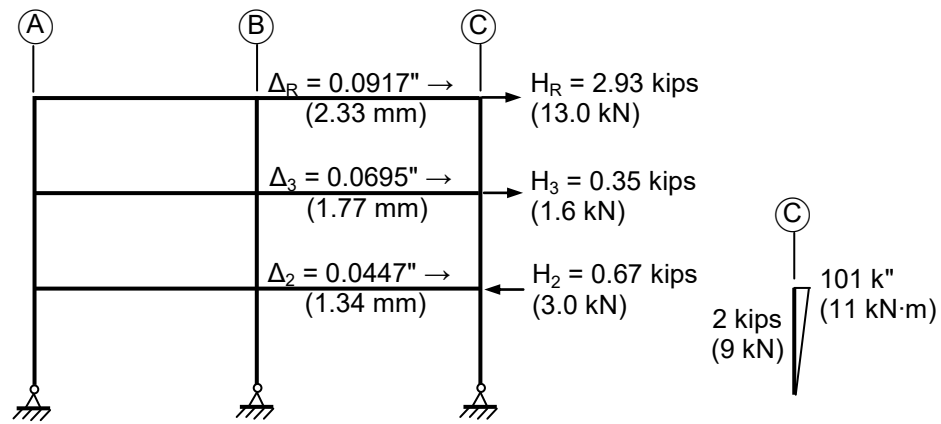 A B C
Δ_R = 0.0917" → H_R = 2.93 kips
(2.33 mm) (13.0 kN)
Δ_3 = 0.0695" → H_3 = 0.35 kips
(1.77 mm) (1.6 kN)
C
Δ_2 = 0.0447" → H_2 = 0.67 kips
(1.34 mm) (3.0 kN)
101 k"
(11 kN·m)
2 kips
(9 kN)